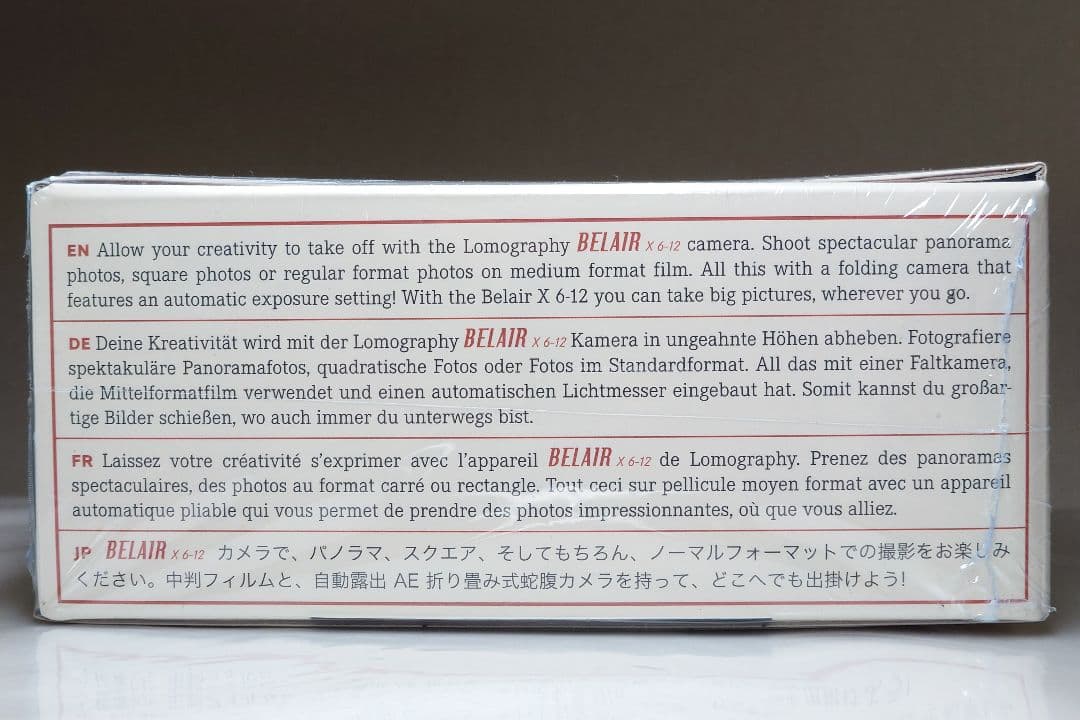 EN Allow your creativity to take off with the Lomography BELAIR X 6-12 camera. Shoot spectacular panorama
photos, square photos or regular format photos on medium format film. All this with a folding camera that
features an automatic exposure setting! With the Belair X 6-12 you can take big pictures, wherever you go.
DE Deine Kreativität wird mit der Lomography BELAIR X 6-12 Kamera in ungeahnte Höhen abheben. Fotografiere
spektakuläre Panoramafotos, quadratische Fotos oder Fotos im Standardformat. All das mit einer Faltkamera,
die Mittelformatfilm verwendet und einen automatischen Lichtmesser eingebaut hat. Somit kannst du großar-
tige Bilder schießen, wo auch immer du unterwegs bist.
FR Laissez votre créativité s'exprimer avec l'appareil BELAIR X 6-12 de Lomography. Prenez des panoramas
spectaculaires, des photos au format carré ou rectangle. Tout ceci sur pellicule moyen format avec un appareil
automatique pliable qui vous permet de prendre des photos impressionnantes, où que vous alliez.
JP BELAIR X 6-12 カメラで、パノラマ、スクエア、そしてもちろん、ノーマルフォーマットでの撮影をお楽しみ
ください。中判フィルムと、自動露出 AE 折り畳み式蛇腹カメラを持って、どこへでも出掛けよう!